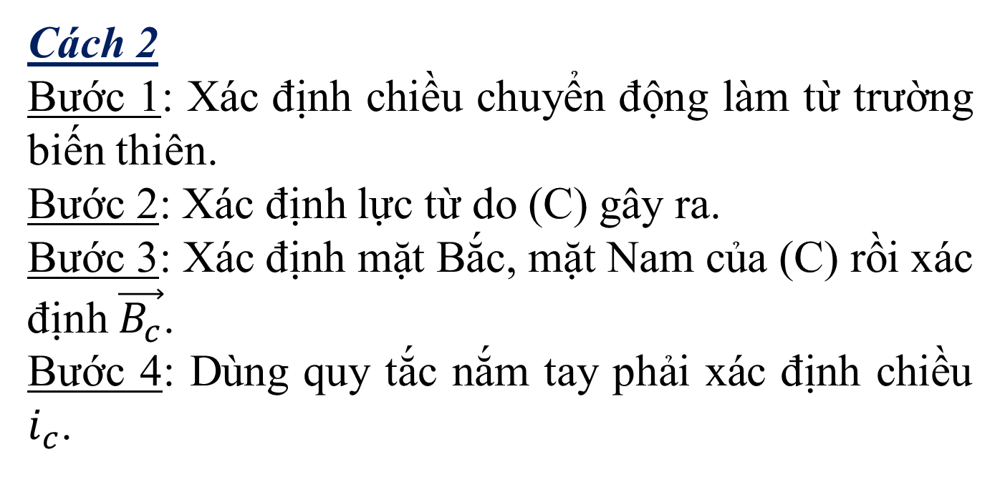 Cách 2
Bước 1: Xác định chiều chuyển động làm từ trường
biến thiên.
Bước 2: Xác định lực từ do (C) gây ra.
Bước 3: Xác định mặt Bắc, mặt Nam của (C) rồi xác
định $\overrightarrow{B_C}$.
Bước 4: Dùng quy tắc nắm tay phải xác định chiều
$i_C$.